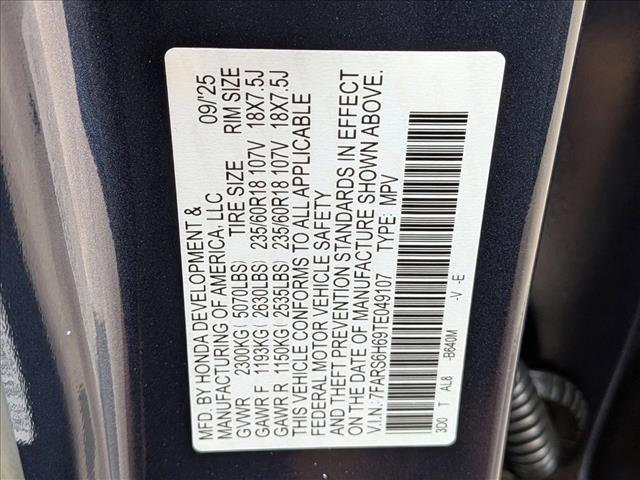 MFD. BY HONDA DEVELOPMENT & 09/'25
MANUFACTURING OF AMERICA, LLC
GVWR 2300KG ( 5070LBS) TIRE SIZE RIM SIZE
GAWR F 1193KG ( 2630LBS) 235/60R18 107V 18X7.5J
GAWR R 1150KG ( 2535LBS) 235/60R18 107V 18X7.5J
THIS VEHICLE CONFORMS TO ALL APPLICABLE
FEDERAL MOTOR VEHICLE SAFETY
AND THEFT PREVENTION STANDARDS IN EFFECT
ON THE DATE OF MANUFACTURE SHOWN ABOVE.
V.I.N.:7FARS6H69TE049107 TYPE: MPV
3D0 T AL8 -B640M -V -E